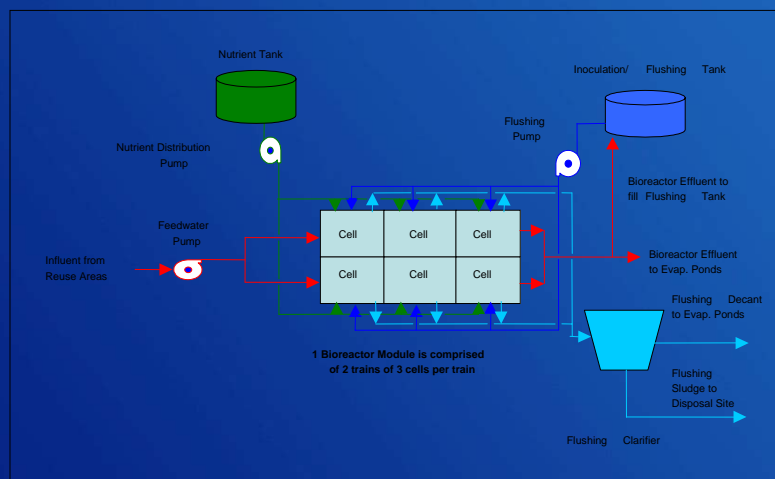 Nutrient Tank
Inoculation/ Flushing Tank
Flushing
Pump
Nutrient Distribution
Pump
Bioreactor Effluent to
fill Flushing Tank
Feedwater
Pump
Cell Cell Cell
Influent from
Reuse Areas
Bioreactor Effluent
to Evap. Ponds
Cell Cell Cell
Flushing Decant
to Evap. Ponds
1 Bioreactor Module is comprised
of 2 trains of 3 cells per train
Flushing
Sludge to
Disposal Site
Flushing Clarifier